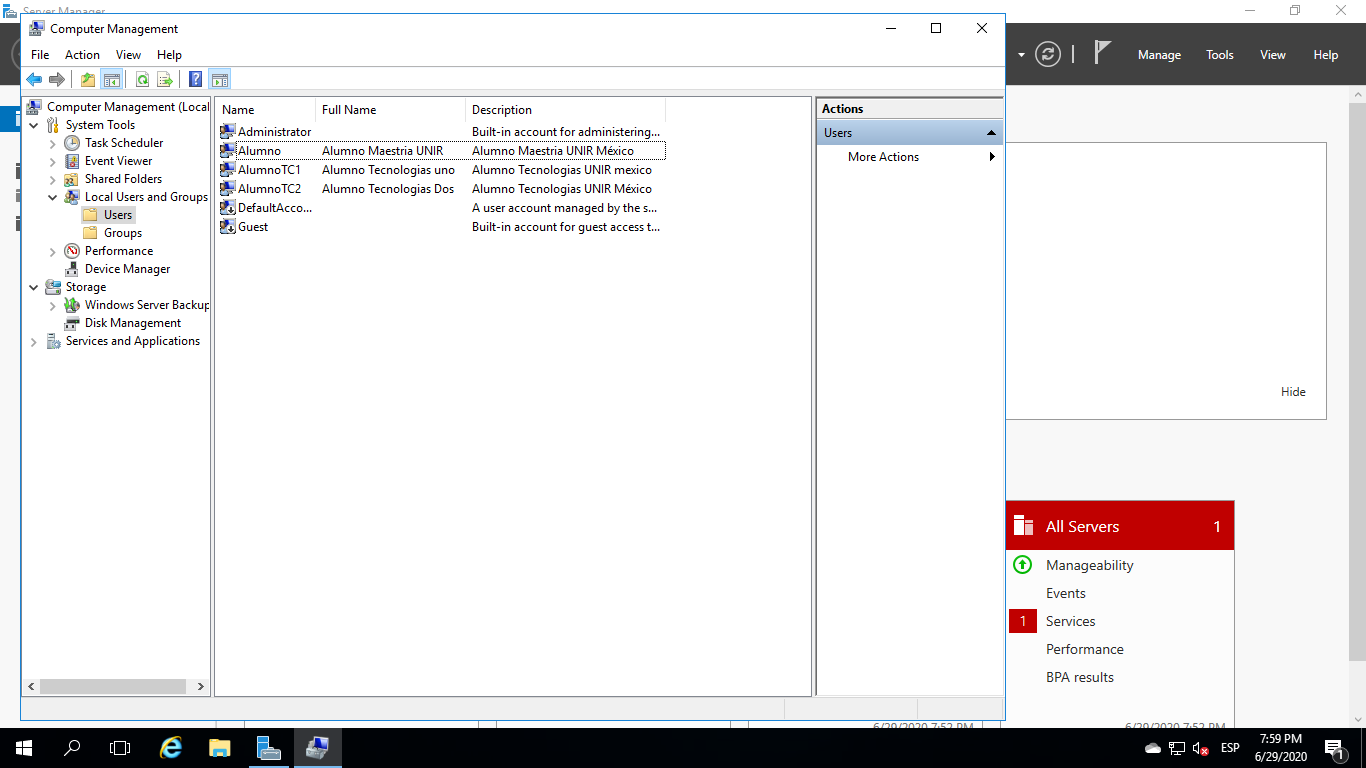 Server Manager
Computer Management
File Action View Help
Manage Tools View Help
Computer Management (Local
System Tools
Task Scheduler
Event Viewer
Shared Folders
Local Users and Groups
Users
Groups
Performance
Device Manager
Storage
Windows Server Backup
Disk Management
Services and Applications
Name Full Name Description
Administrator Built-in account for administering...
Alumno Alumno Maestria UNIR Alumno Maestria UNIR México
AlumnoTC1 Alumno Tecnologias uno Alumno Tecnologias UNIR mexico
AlumnoTC2 Alumno Tecnologias Dos Alumno Tecnologias UNIR México
DefaultAcco... A user account managed by the s...
Guest Built-in account for guest access t...
Actions
Users
More Actions
Hide
All Servers 1
Manageability
Events
1 Services
Performance
BPA results
6/29/2020 7:52 PM 6/29/2020 7:52 PM
ESP
7:59 PM
6/29/2020
1